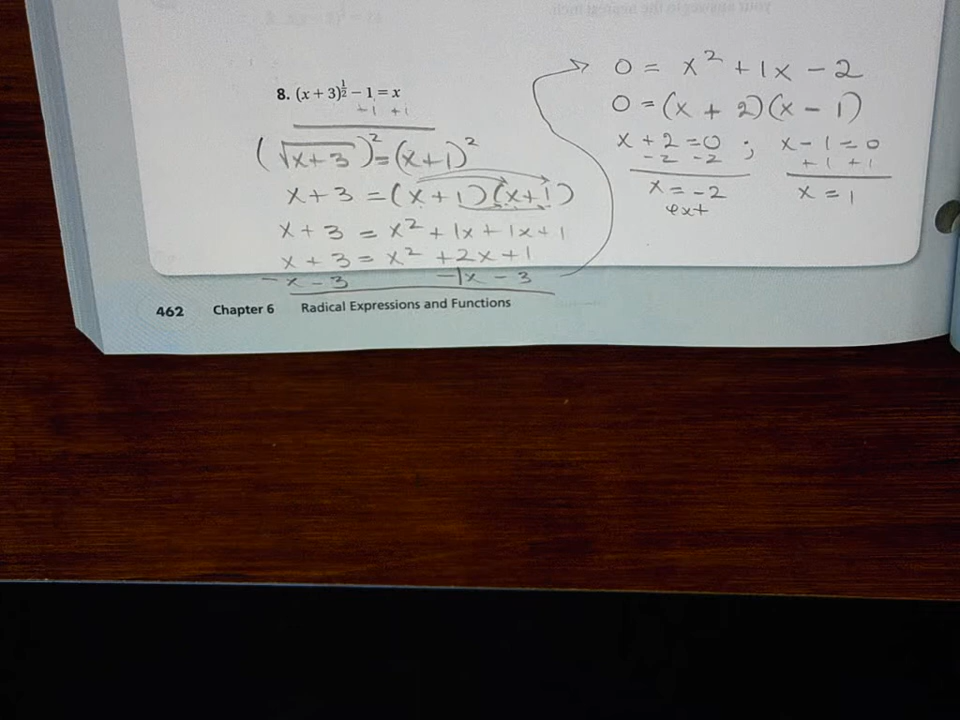 8. (x + 3)^{1/2} − 1 = x
+1 +1
(√x+3)² = (x+1)²
x+3 = (x+1)(x+1)
x+3 = x² + 1x + 1x + 1
x+3 = x² + 2x + 1
−x − 3 −1x − 3
0 = x² + 1x − 2
0 = (x + 2)(x − 1)
x + 2 = 0 ; x − 1 = 0
−2 −2 +1 +1
x = −2 x = 1
ext
462 Chapter 6 Radical Expressions and Functions